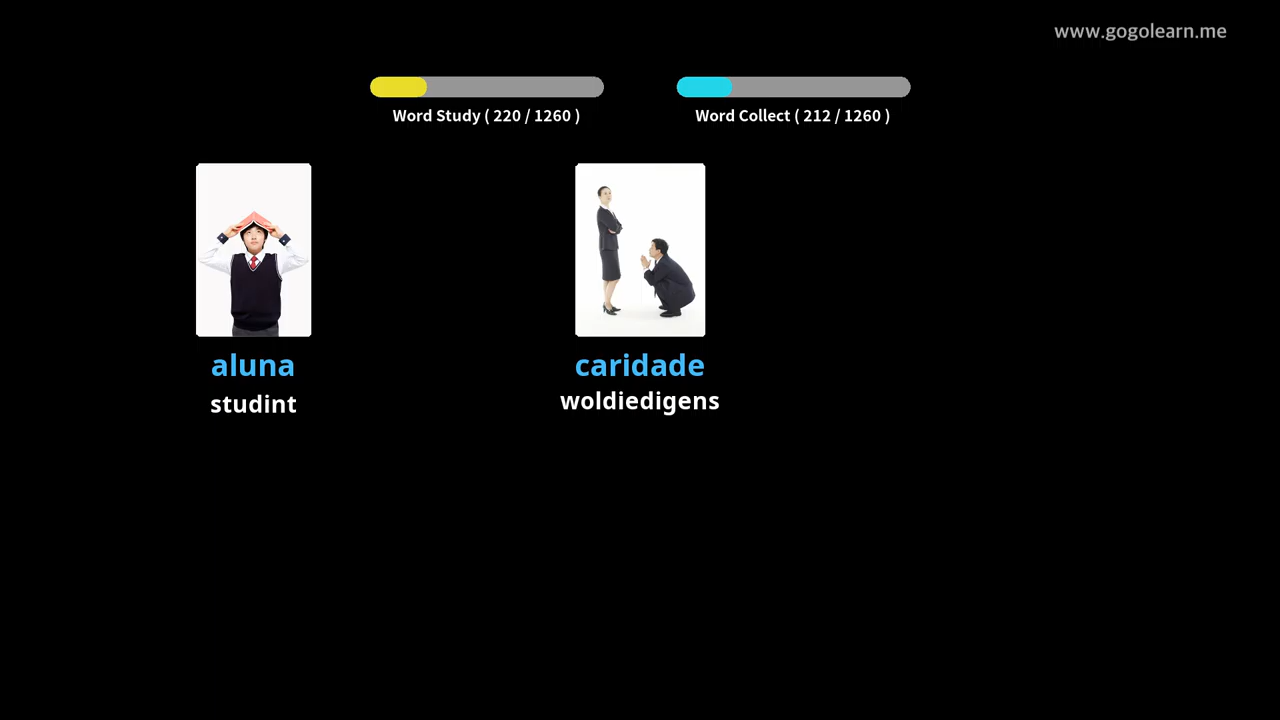 www.gogolearn.me
Word Study ( 220 / 1260 )
Word Collect ( 212 / 1260 )
aluna
studint
caridade
woldiedigens